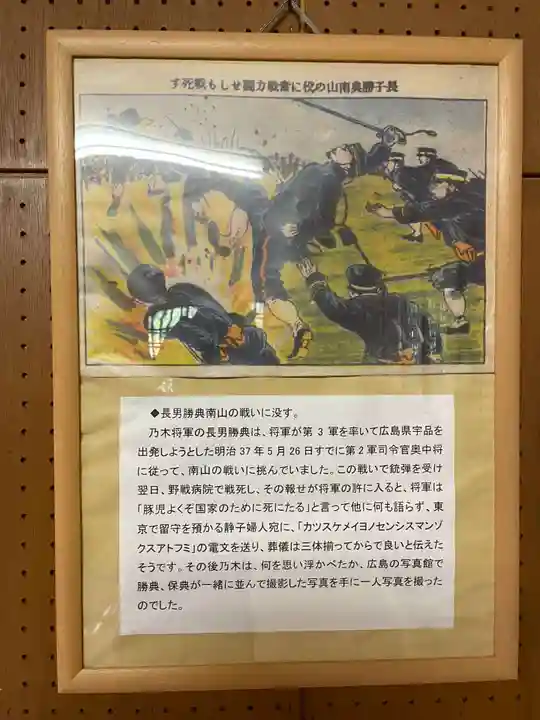 す死戦もしせ闘力戦奮に役の山南典勝子長
◆長男勝典南山の戦いに没す。
乃木将軍の長男勝典は、将軍が第 3 軍を率いて広島県宇品を
出発しようとした明治 37 年 5 月 26 日すでに第 2 軍司令官奥中将
に従って、南山の戦いに挑んでいました。この戦いで銃弾を受け
翌日、野戦病院で戦死し、その報せが将軍の許に入ると、将軍は
「豚児よくぞ国家のために死にたる」と言って他に何も語らず、東
京で留守を預かる静子婦人宛に、「カツスケメイヨノセンシスマンゾ
クスアトフミ」の電文を送り、葬儀は三体揃ってからで良いと伝えた
そうです。その後乃木は、何を思い浮かべたか、広島の写真館で
勝典、保典が一緒に並んで撮影した写真を手に一人写真を撮った
のでした。